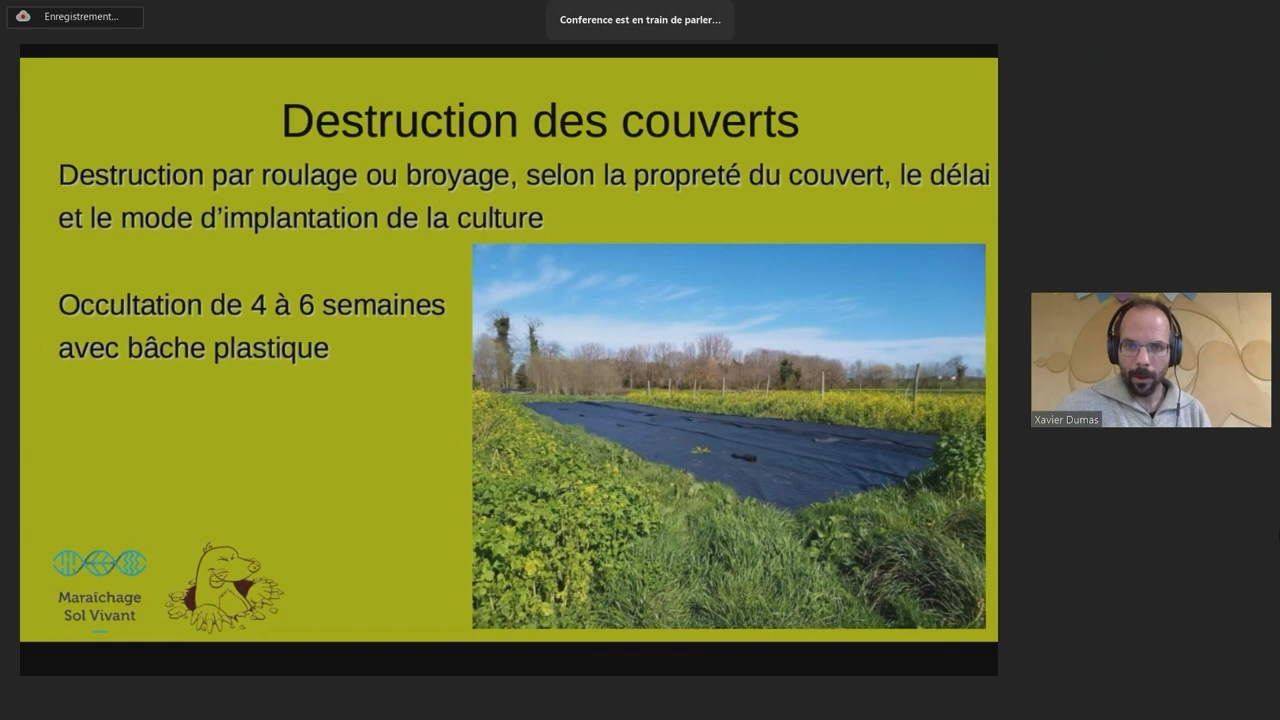 Enregistrement...
Conference est en train de parler...
Destruction des couverts
Destruction par roulage ou broyage, selon la propreté du couvert, le délai
et le mode d'implantation de la culture
Occultation de 4 à 6 semaines
avec bâche plastique
Maraîchage
Sol Vivant
Xavier Dumas